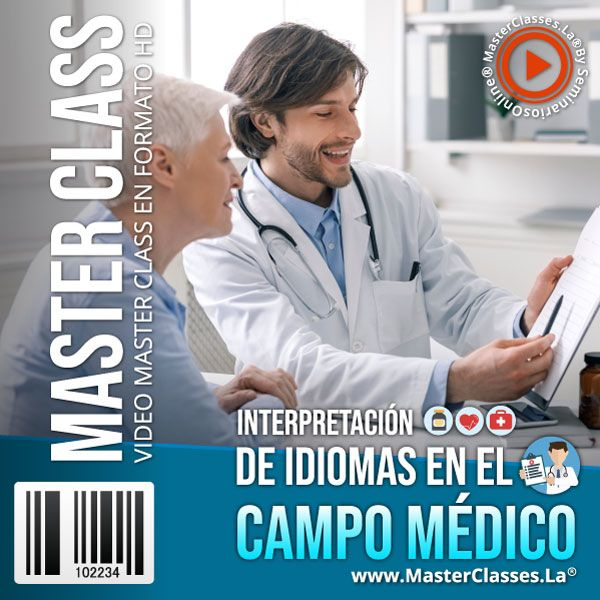 MASTER CLASS
VIDEO MASTER CLASS EN FORMATO HD
MasterClasses.La®By SeminariosOnline®
INTERPRETACIÓN
DE IDIOMAS EN EL
CAMPO MÉDICO
www.MasterClasses.La®
102234